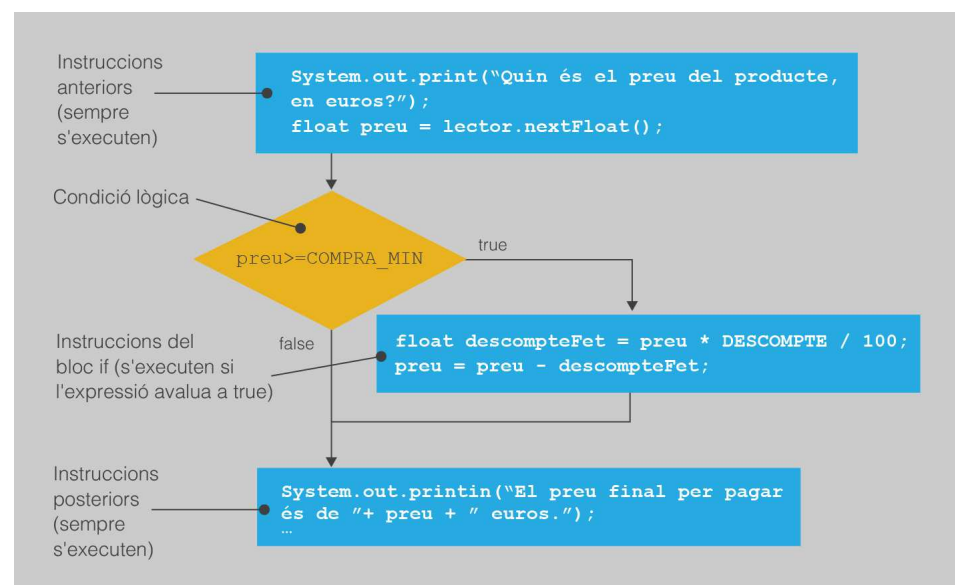 Instruccions
anteriors
(sempre
s'executen)
System.out.print(“Quin és el preu del producte,
en euros?”);
float preu = lector.nextFloat();
Condició lògica
preu>=COMPRA_MIN
true
false
Instruccions del
bloc if (s'executen si
l'expressió avalua a true)
float descompteFet = preu * DESCOMPTE / 100;
preu = preu - descompteFet;
Instruccions
posteriors
(sempre
s'executen)
System.out.printin(“El preu final per pagar
és de ”+ preu + ” euros.”);
…